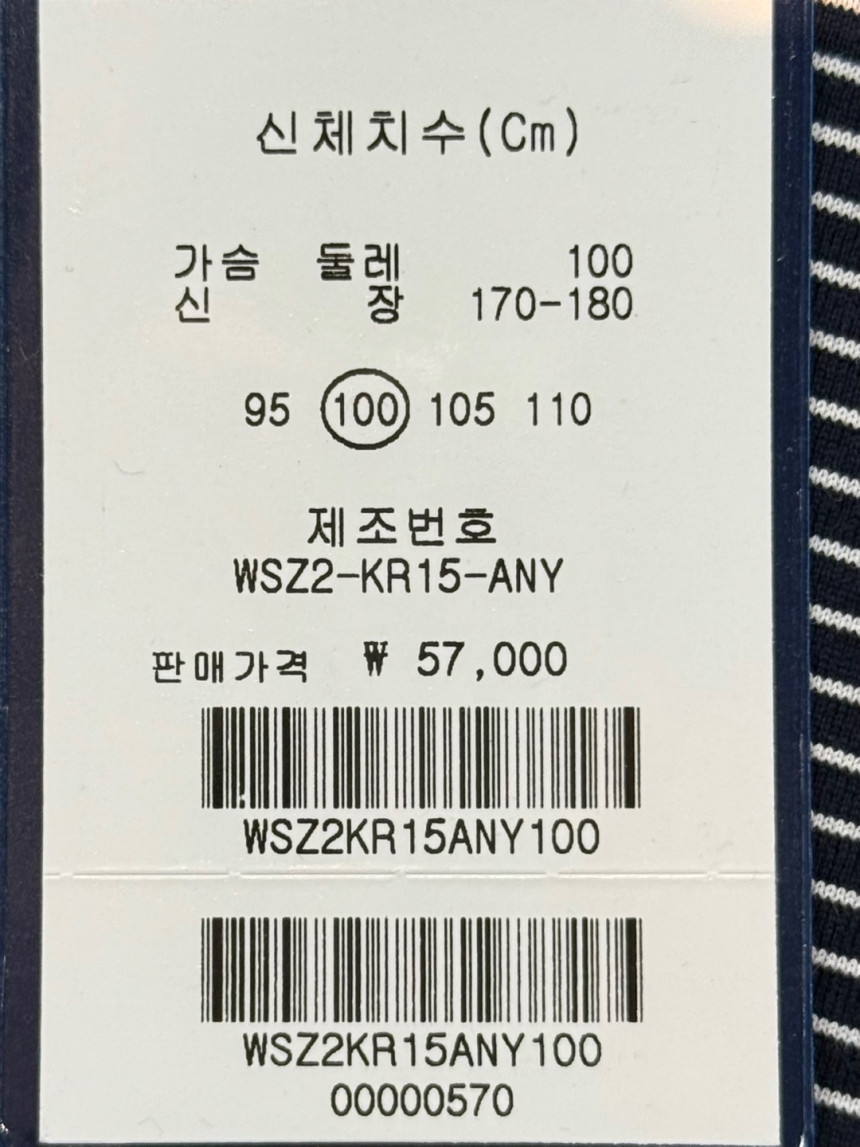 신체치수(Cm)
가슴 둘레 100
신 장 170-180
95 100 105 110
제조번호
WSZ2-KR15-ANY
판매가격 ₩ 57,000
WSZ2KR15ANY100
WSZ2KR15ANY100
00000570